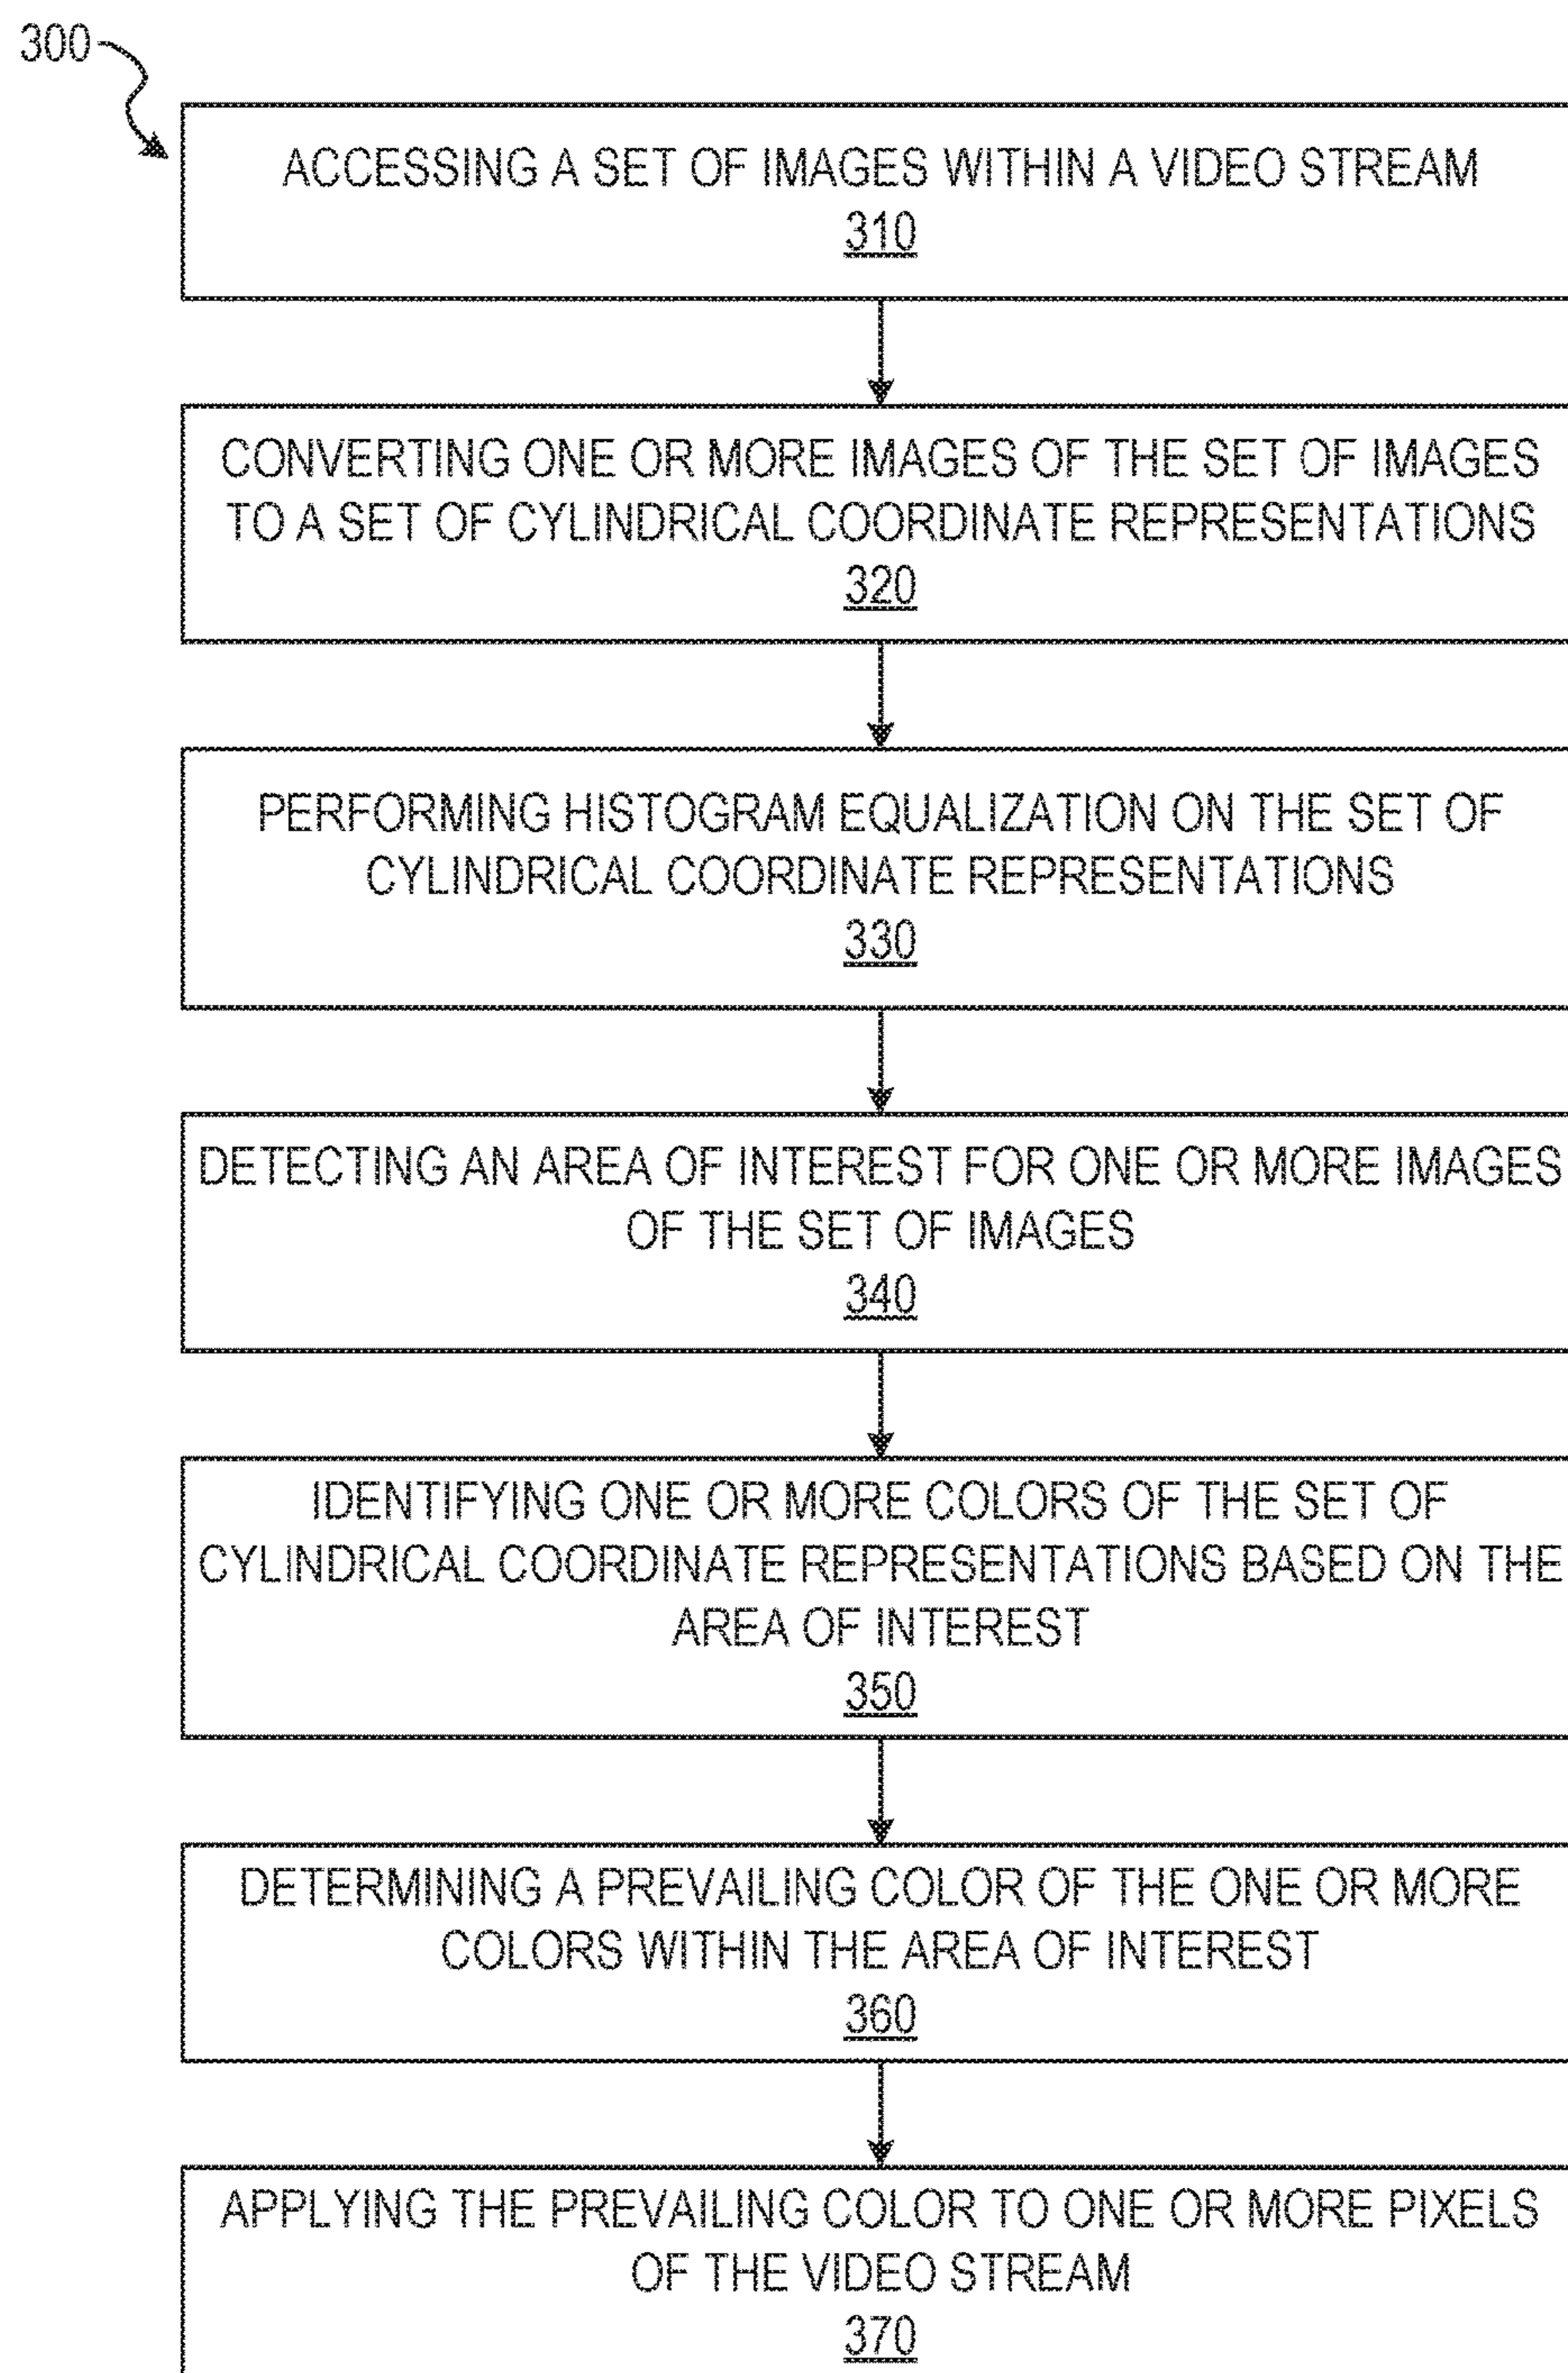 300
ACCESSING A SET OF IMAGES WITHIN A VIDEO STREAM
310
CONVERTING ONE OR MORE IMAGES OF THE SET OF IMAGES
TO A SET OF CYLINDRICAL COORDINATE REPRESENTATIONS
320
PERFORMING HISTOGRAM EQUALIZATION ON THE SET OF
CYLINDRICAL COORDINATE REPRESENTATIONS
330
DETECTING AN AREA OF INTEREST FOR ONE OR MORE IMAGES
OF THE SET OF IMAGES
340
IDENTIFYING ONE OR MORE COLORS OF THE SET OF
CYLINDRICAL COORDINATE REPRESENTATIONS BASED ON THE
AREA OF INTEREST
350
DETERMINING A PREVAILING COLOR OF THE ONE OR MORE
COLORS WITHIN THE AREA OF INTEREST
360
APPLYING THE PREVAILING COLOR TO ONE OR MORE PIXELS
OF THE VIDEO STREAM
370